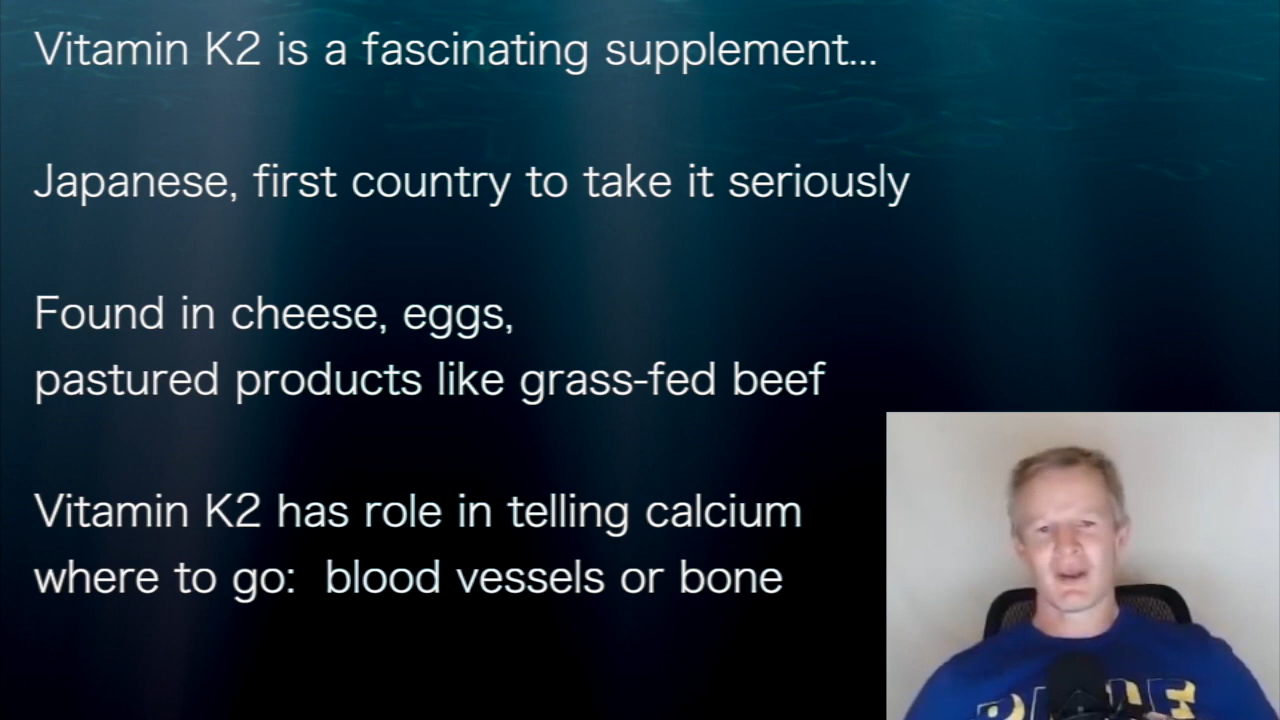 Vitamin K2 is a fascinating supplement...
Japanese, first country to take it seriously
Found in cheese, eggs,
pastured products like grass-fed beef
Vitamin K2 has role in telling calcium
where to go:  blood vessels or bone